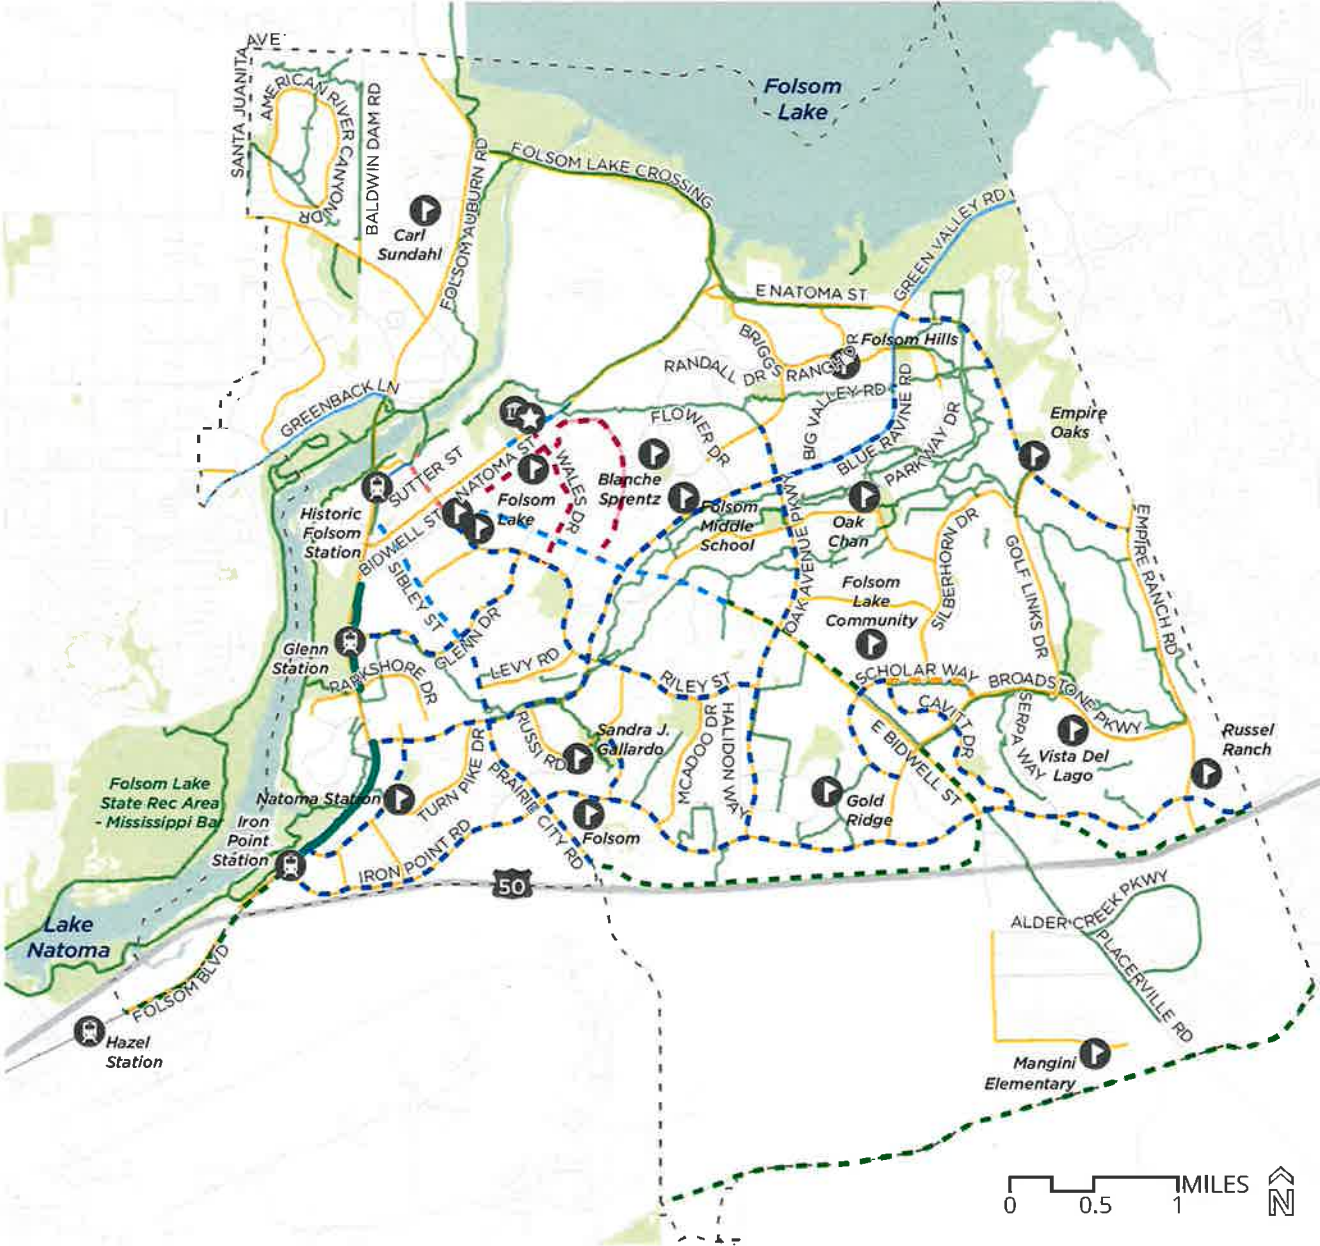 AVE
SANTA JUANITA
AMERICAN RIVER CANYON DR
BALDWIN DAM RD
Folsom
Lake
FOLSOM LAKE CROSSING
FOLSOM AUBURN RD
Carl
Sundahl
GREEN VALLEY RD
E NATOMA ST
BRIGGS
Folsom Hills
RANDALL DR
RANCH
BIG VALLEY RD
GREENBACK LN
FLOWER DR
BLUE RAVINE RD
PARKWAY DR
Empire
Oaks
SUTTER ST
NATOMA ST
WALES DR
Blanche
Sprentz
Folsom
Lake
Folsom
Middle
School
Oak
Chan
Historic
Folsom
Station
BIDWELL ST
SIBLEY ST
OAK AVENUE PKWY
SILBERHORN DR
GOLF LINKS DR
EMPIRE RANCH RD
Folsom
Lake
Community
Glenn
Station
GLENN DR
PARKSHORE DR
LEVY RD
RILEY ST
SCHOLAR WAY
BROADSTONE PKWY
CAVITT DR
SERPA WAY
E BIDWELL ST
Vista Del
Lago
Russel
Ranch
RUSSI RD
Sandra J.
Gallardo
MCADOO DR
HALIDON WAY
TURN PIKE DR
PRAIRIE CITY RD
Folsom Lake
State Rec Area
- Mississippi Bar
Natoma Station
Iron
Point
Station
IRON POINT RD
Folsom
Gold
Ridge
50
Lake
Natoma
FOLSOM BLVD
ALDER CREEK PKWY
PLACERVILLE RD
Hazel
Station
Mangini
Elementary
MILES
0 0.5 1
N